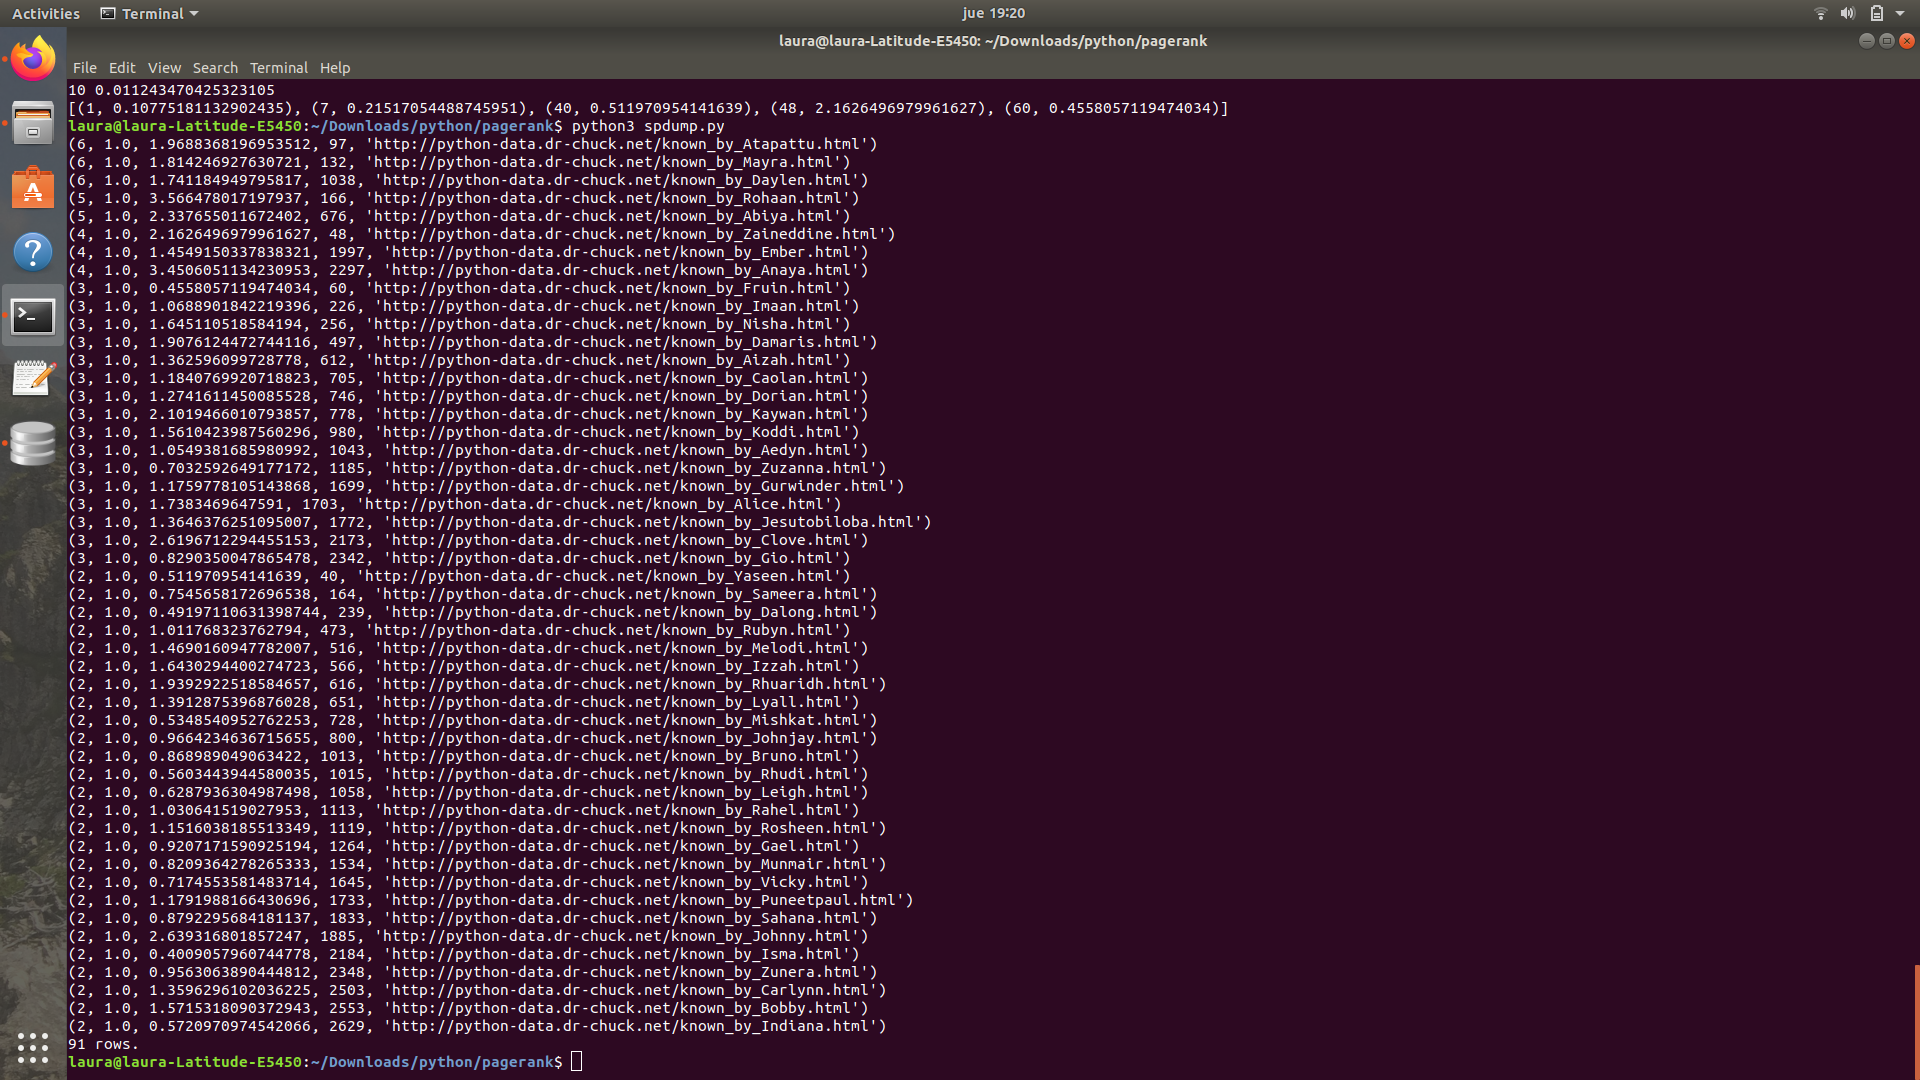 Activities
Terminal
jue 19:20
laura@laura-Latitude-E5450: ~/Downloads/python/pagerank
File Edit View Search Terminal Help
10 0.011243470425323105
[(1, 0.10775181132902435), (7, 0.21517054488745951), (40, 0.511970954141639), (48, 2.1626496979961627), (60, 0.4558057119474034)]
laura@laura-Latitude-E5450:~/Downloads/python/pagerank$ python3 spdump.py
(6, 1.0, 1.9688368196953512, 97, 'http://python-data.dr-chuck.net/known_by_Atapattu.html')
(6, 1.0, 1.814246927630721, 132, 'http://python-data.dr-chuck.net/known_by_Mayra.html')
(6, 1.0, 1.741184949795817, 1038, 'http://python-data.dr-chuck.net/known_by_Daylen.html')
(5, 1.0, 3.566478017197937, 166, 'http://python-data.dr-chuck.net/known_by_Rohaan.html')
(5, 1.0, 2.337655011672402, 676, 'http://python-data.dr-chuck.net/known_by_Abiya.html')
(4, 1.0, 2.1626496979961627, 48, 'http://python-data.dr-chuck.net/known_by_Zaineddine.html')
(4, 1.0, 1.4549150337838321, 1997, 'http://python-data.dr-chuck.net/known_by_Ember.html')
(4, 1.0, 3.4506051134230953, 2297, 'http://python-data.dr-chuck.net/known_by_Anaya.html')
(3, 1.0, 0.4558057119474034, 60, 'http://python-data.dr-chuck.net/known_by_Fruin.html')
(3, 1.0, 1.0688901842219396, 226, 'http://python-data.dr-chuck.net/known_by_Imaan.html')
(3, 1.0, 1.645110518584194, 256, 'http://python-data.dr-chuck.net/known_by_Nisha.html')
(3, 1.0, 1.9076124472744116, 497, 'http://python-data.dr-chuck.net/known_by_Damaris.html')
(3, 1.0, 1.362596099728778, 612, 'http://python-data.dr-chuck.net/known_by_Aizah.html')
(3, 1.0, 1.1840769920718823, 705, 'http://python-data.dr-chuck.net/known_by_Caolan.html')
(3, 1.0, 1.2741611450085528, 746, 'http://python-data.dr-chuck.net/known_by_Dorian.html')
(3, 1.0, 2.1019466010793857, 778, 'http://python-data.dr-chuck.net/known_by_Kaywan.html')
(3, 1.0, 1.5610423987560296, 980, 'http://python-data.dr-chuck.net/known_by_Koddi.html')
(3, 1.0, 1.0549381685980992, 1043, 'http://python-data.dr-chuck.net/known_by_Aedyn.html')
(3, 1.0, 0.7032592649177172, 1185, 'http://python-data.dr-chuck.net/known_by_Zuzanna.html')
(3, 1.0, 1.1759778105143868, 1699, 'http://python-data.dr-chuck.net/known_by_Gurwinder.html')
(3, 1.0, 1.7383469647591, 1703, 'http://python-data.dr-chuck.net/known_by_Alice.html')
(3, 1.0, 1.3646376251095007, 1772, 'http://python-data.dr-chuck.net/known_by_Jesutobiloba.html')
(3, 1.0, 2.6196712294455153, 2173, 'http://python-data.dr-chuck.net/known_by_Clove.html')
(3, 1.0, 0.8290350047865478, 2342, 'http://python-data.dr-chuck.net/known_by_Gio.html')
(2, 1.0, 0.511970954141639, 40, 'http://python-data.dr-chuck.net/known_by_Yaseen.html')
(2, 1.0, 0.7545658172696538, 164, 'http://python-data.dr-chuck.net/known_by_Sameera.html')
(2, 1.0, 0.49197110631398744, 239, 'http://python-data.dr-chuck.net/known_by_Dalong.html')
(2, 1.0, 1.011768323762794, 473, 'http://python-data.dr-chuck.net/known_by_Rubyn.html')
(2, 1.0, 1.4690160947782007, 516, 'http://python-data.dr-chuck.net/known_by_Melodi.html')
(2, 1.0, 1.6430294400274723, 566, 'http://python-data.dr-chuck.net/known_by_Izzah.html')
(2, 1.0, 1.9392922518584657, 616, 'http://python-data.dr-chuck.net/known_by_Rhuaridh.html')
(2, 1.0, 1.3912875396876028, 651, 'http://python-data.dr-chuck.net/known_by_Lyall.html')
(2, 1.0, 0.5348540952762253, 728, 'http://python-data.dr-chuck.net/known_by_Mishkat.html')
(2, 1.0, 0.9664234636715655, 800, 'http://python-data.dr-chuck.net/known_by_Johnjay.html')
(2, 1.0, 0.868989049063422, 1013, 'http://python-data.dr-chuck.net/known_by_Bruno.html')
(2, 1.0, 0.5603443944580035, 1015, 'http://python-data.dr-chuck.net/known_by_Rhudi.html')
(2, 1.0, 0.6287936304987498, 1058, 'http://python-data.dr-chuck.net/known_by_Leigh.html')
(2, 1.0, 1.030641519027953, 1113, 'http://python-data.dr-chuck.net/known_by_Rahel.html')
(2, 1.0, 1.1516038185513349, 1119, 'http://python-data.dr-chuck.net/known_by_Rosheen.html')
(2, 1.0, 0.9207171590925194, 1264, 'http://python-data.dr-chuck.net/known_by_Gael.html')
(2, 1.0, 0.8209364278265333, 1534, 'http://python-data.dr-chuck.net/known_by_Munmair.html')
(2, 1.0, 0.7174553581483714, 1645, 'http://python-data.dr-chuck.net/known_by_Vicky.html')
(2, 1.0, 1.1791988166430696, 1733, 'http://python-data.dr-chuck.net/known_by_Puneetpaul.html')
(2, 1.0, 0.8792295684181137, 1833, 'http://python-data.dr-chuck.net/known_by_Sahana.html')
(2, 1.0, 2.639316801857247, 1885, 'http://python-data.dr-chuck.net/known_by_Johnny.html')
(2, 1.0, 0.4009057960744778, 2184, 'http://python-data.dr-chuck.net/known_by_Isma.html')
(2, 1.0, 0.9563063890444812, 2348, 'http://python-data.dr-chuck.net/known_by_Zunera.html')
(2, 1.0, 1.3596296102036225, 2503, 'http://python-data.dr-chuck.net/known_by_Carlynn.html')
(2, 1.0, 1.5715318090372943, 2553, 'http://python-data.dr-chuck.net/known_by_Bobby.html')
(2, 1.0, 0.5720970974542066, 2629, 'http://python-data.dr-chuck.net/known_by_Indiana.html')
91 rows.
laura@laura-Latitude-E5450:~/Downloads/python/pagerank$